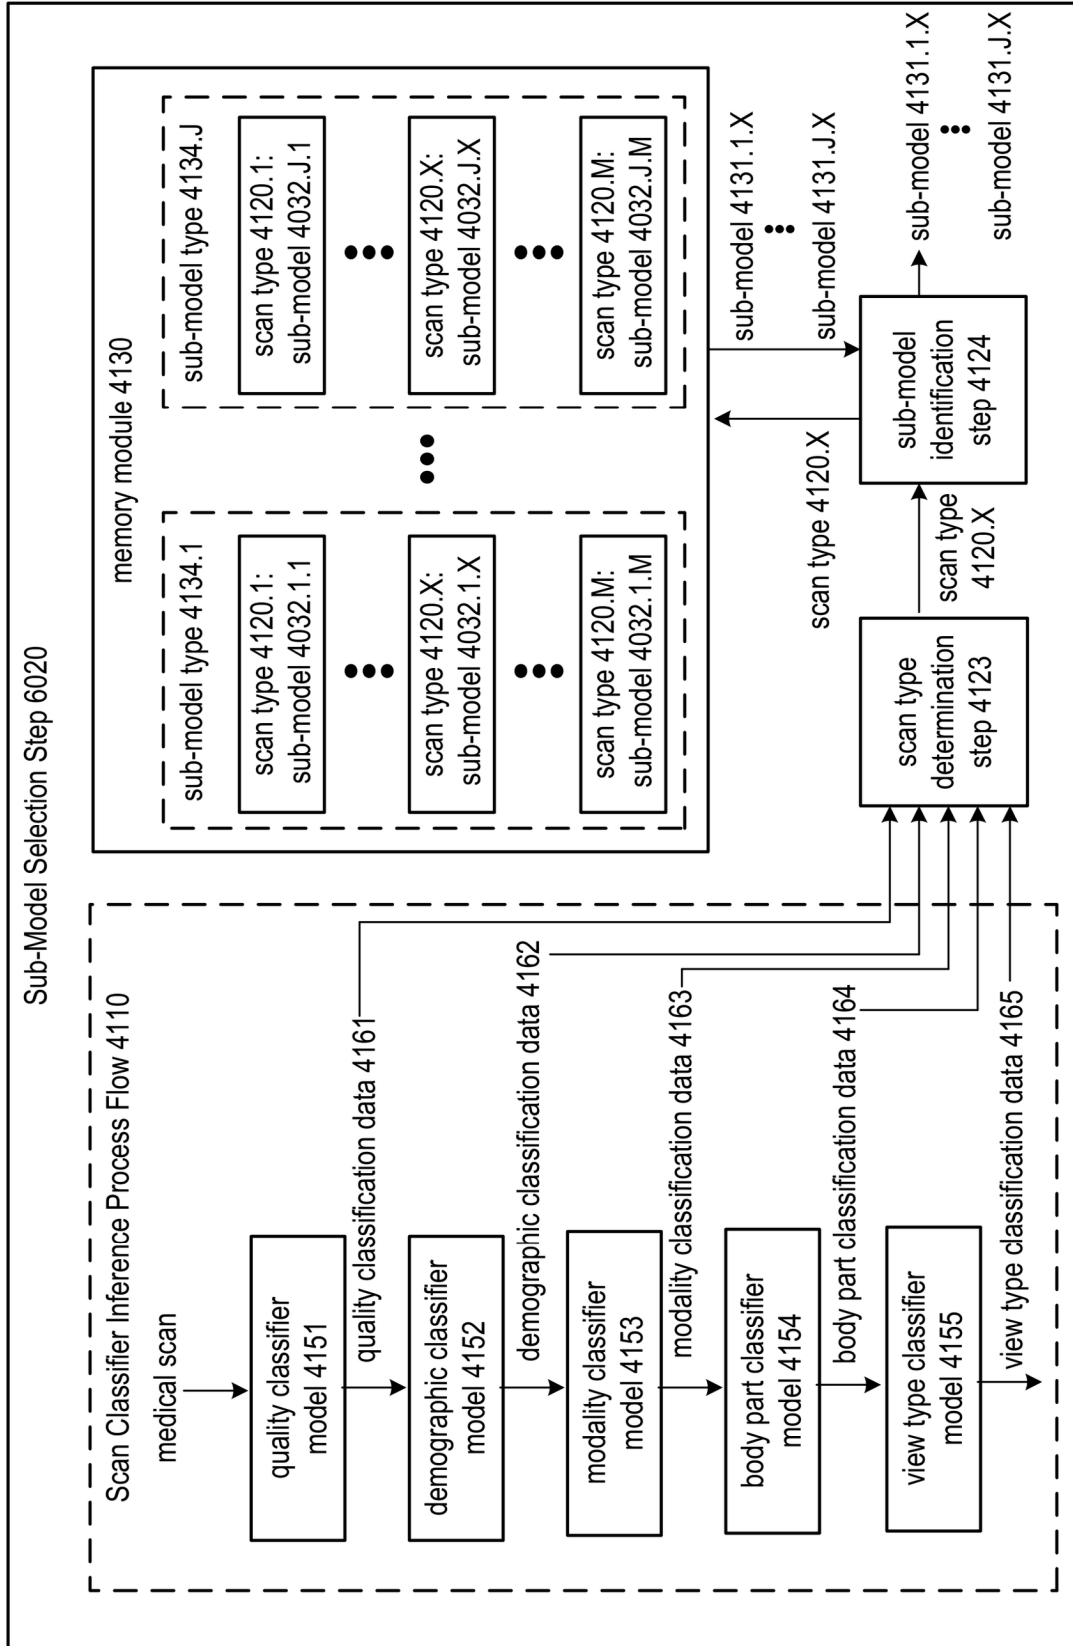 Sub-Model Selection Step 6020
Scan Classifier Inference Process Flow 4110
medical scan
quality classifier
model 4151
quality classification data 4161
demographic classifier
model 4152
demographic classification data 4162
modality classifier
model 4153
modality classification data 4163
body part classifier
model 4154
body part classification data 4164
view type classifier
model 4155
view type classification data 4165
memory module 4130
sub-model type 4134.1
scan type 4120.1:
sub-model 4032.1.1
scan type 4120.X:
sub-model 4032.1.X
scan type 4120.M:
sub-model 4032.1.M
sub-model type 4134.J
scan type 4120.1:
sub-model 4032.J.1
scan type 4120.X:
sub-model 4032.J.X
scan type 4120.M:
sub-model 4032.J.M
scan type
determination
step 4123
scan type
4120.X
scan type 4120.X
sub-model 4131.1.X
sub-model 4131.J.X
sub-model
identification
step 4124
sub-model 4131.1.X
sub-model 4131.J.X